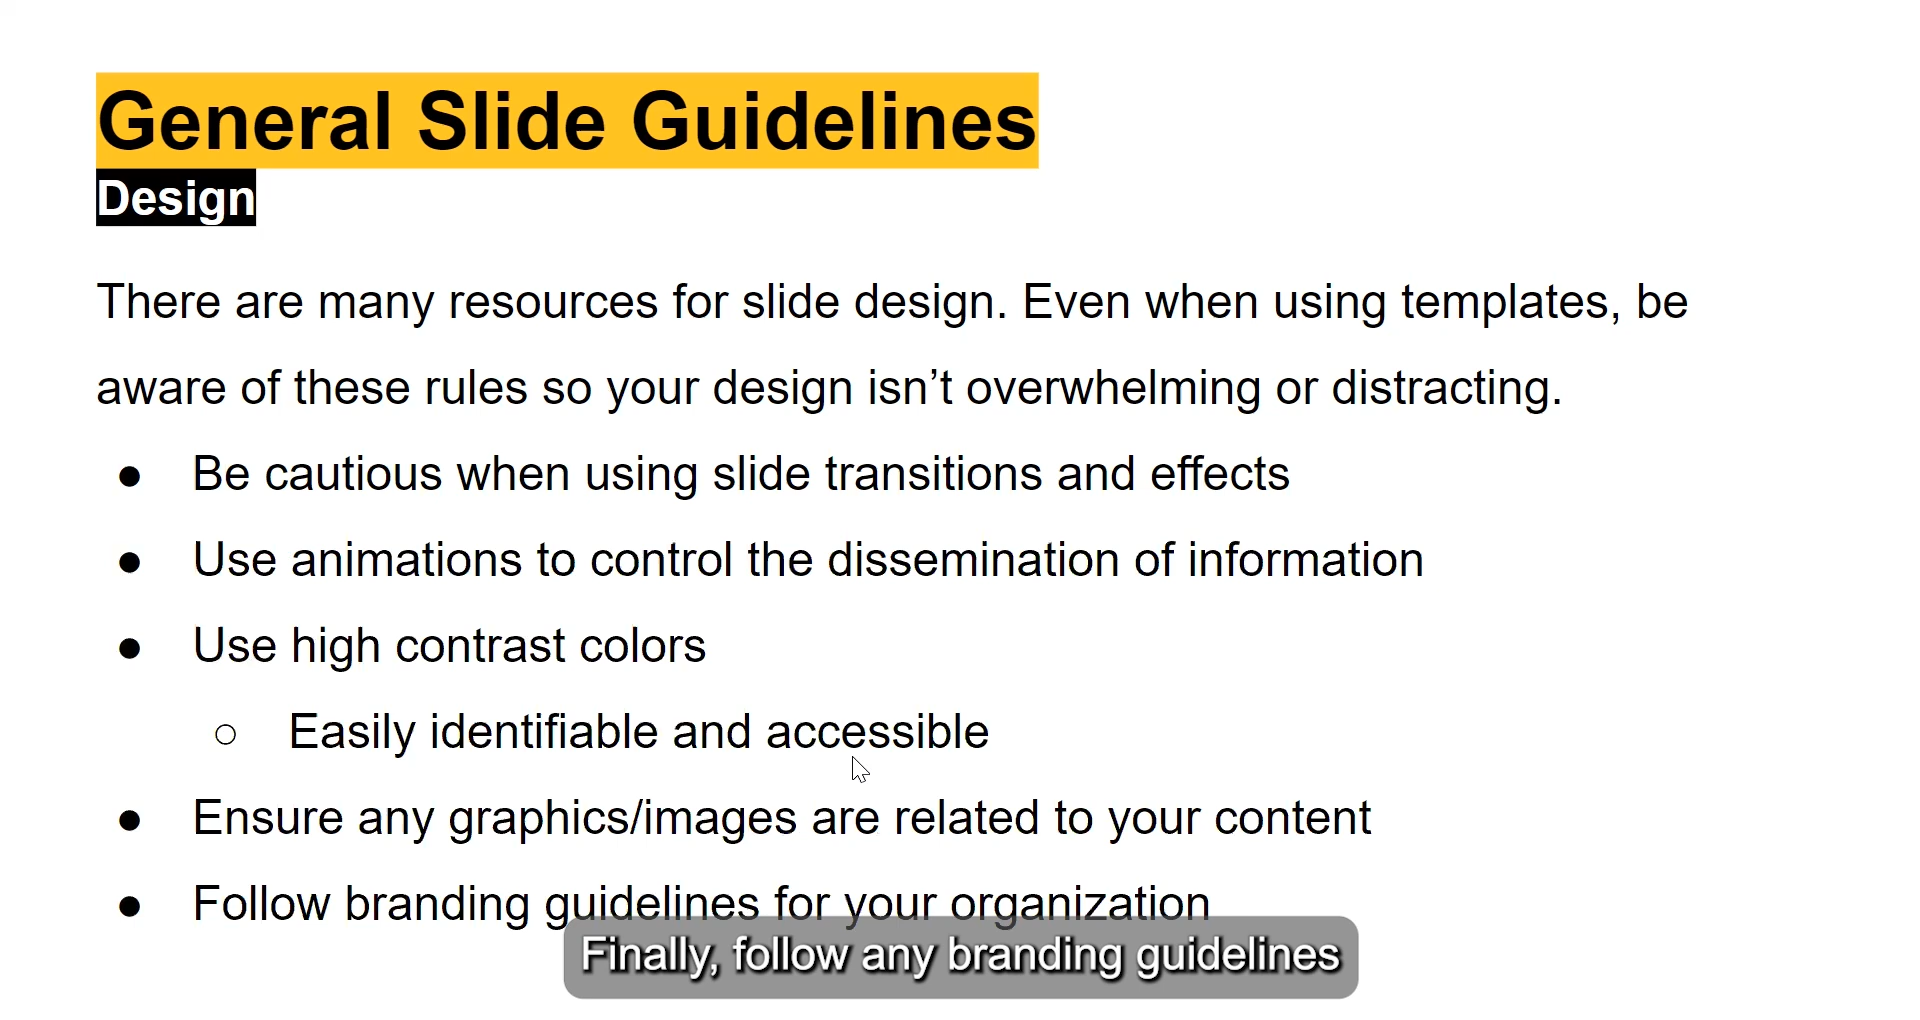 General Slide Guidelines
Design
There are many resources for slide design. Even when using templates, be
aware of these rules so your design isn’t overwhelming or distracting.
● Be cautious when using slide transitions and effects
● Use animations to control the dissemination of information
● Use high contrast colors
○ Easily identifiable and accessible
● Ensure any graphics/images are related to your content
● Follow branding guidelines for your organization
Finally, follow any branding guidelines